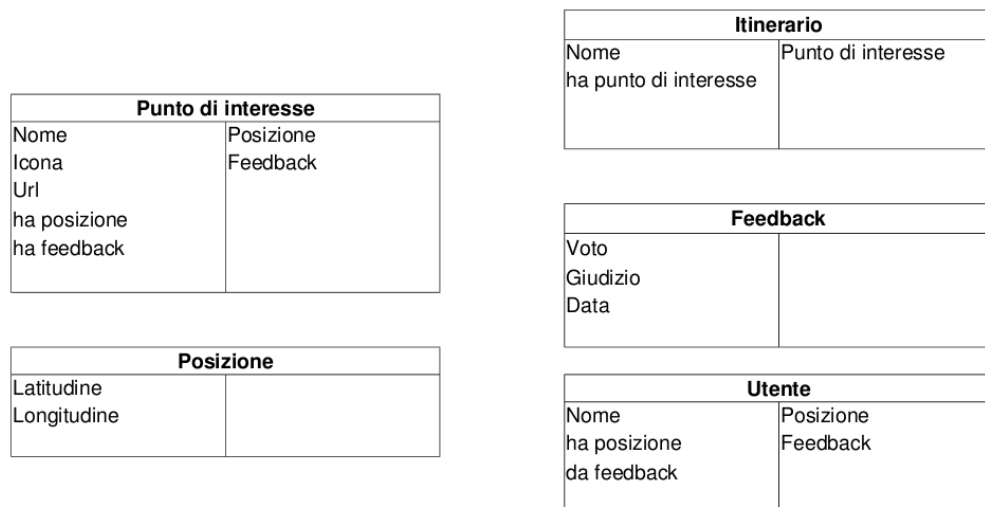 Punto di interesse
Nome
Icona
Url
ha posizione
ha feedback
Posizione
Feedback
Posizione
Latitudine
Longitudine
Itinerario
Nome
ha punto di interesse
Punto di interesse
Feedback
Voto
Giudizio
Data
Utente
Nome
ha posizione
da feedback
Posizione
Feedback